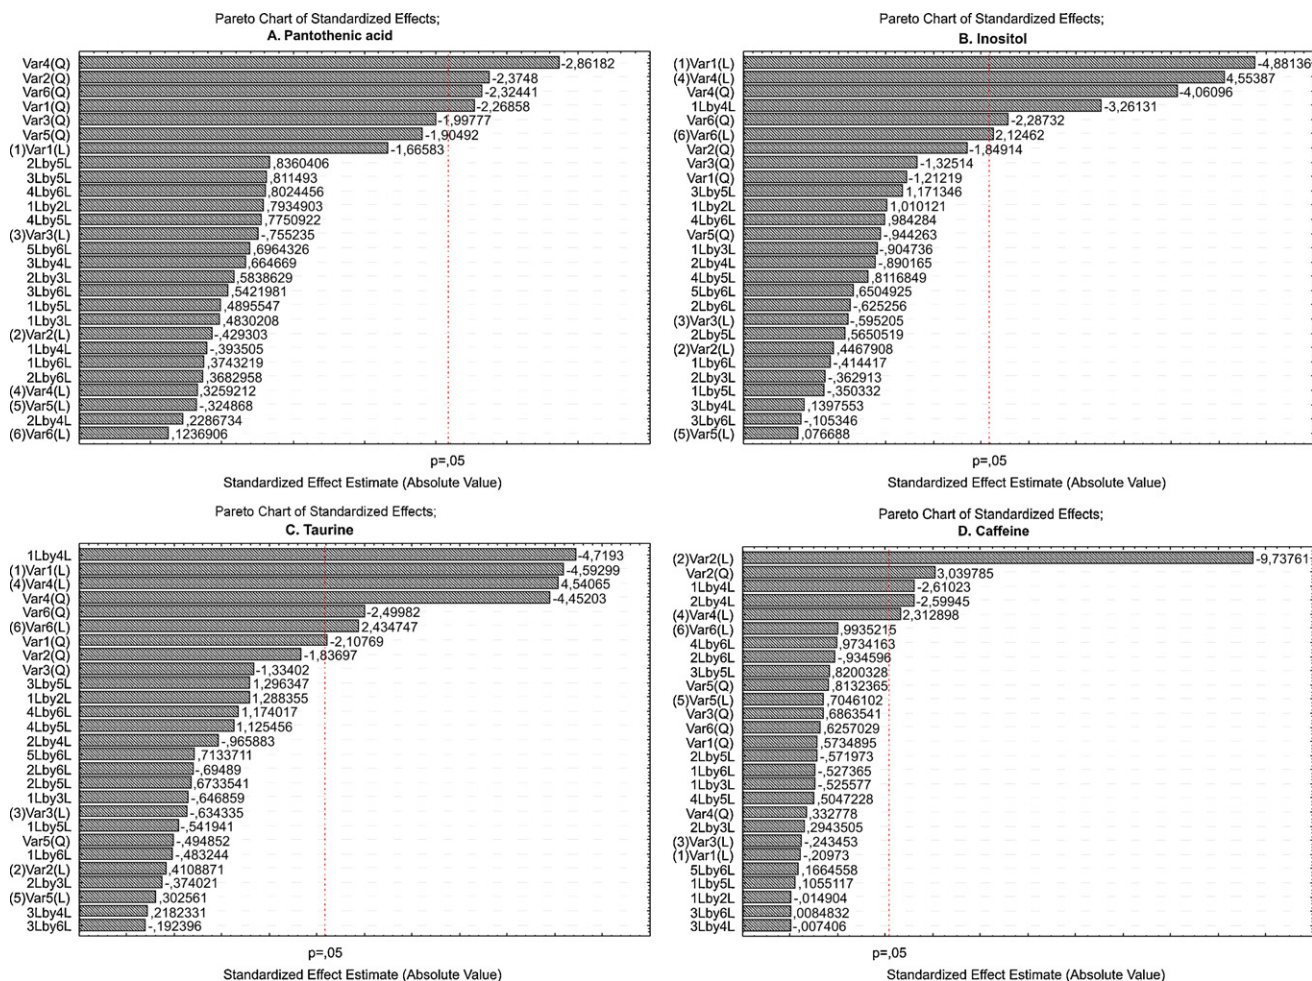 Pareto Chart of Standardized Effects;
A. Pantothenic acid
Var4(Q) -2,86182
Var2(Q) -2,3748
Var6(Q) -2,32441
Var1(Q) -2,26858
Var3(Q) -1,99777
Var5(Q) -1,90492
(1)Var1(L) -1,66583
2Lby5L ,8360406
3Lby5L ,811493
4Lby6L ,8024456
1Lby2L ,7934903
4Lby5L ,7750922
(3)Var3(L) -,755235
5Lby6L ,6964326
3Lby4L ,664669
2Lby3L ,5838629
3Lby6L ,5421981
1Lby5L ,4895547
1Lby3L ,4830208
(2)Var2(L) -,429303
1Lby4L -,393505
1Lby6L ,3743219
2Lby6L ,3682958
(4)Var4(L) ,3259212
(5)Var5(L) -,324868
2Lby4L ,2286734
(6)Var6(L) ,1236906
p=,05
Standardized Effect Estimate (Absolute Value)
Pareto Chart of Standardized Effects;
B. Inositol
(1)Var1(L) -4,88136
(4)Var4(L) 4,55387
Var4(Q) -4,06096
1Lby4L -3,26131
Var6(Q) -2,28732
(6)Var6(L) 2,12462
Var2(Q) -1,84914
Var3(Q) -1,32514
Var1(Q) -1,21219
3Lby5L 1,171346
1Lby2L 1,010121
4Lby6L ,984284
Var5(Q) -,944263
1Lby3L -,904736
2Lby4L -,890165
4Lby5L ,8116849
5Lby6L ,6504925
2Lby6L -,625256
(3)Var3(L) -,595205
2Lby5L ,5650519
(2)Var2(L) ,4467908
1Lby6L -,414417
2Lby3L -,362913
1Lby5L -,350332
3Lby4L ,1397553
3Lby6L -,105346
(5)Var5(L) ,076688
p=,05
Standardized Effect Estimate (Absolute Value)
Pareto Chart of Standardized Effects;
C. Taurine
1Lby4L -4,7193
(1)Var1(L) -4,59299
(4)Var4(L) 4,54065
Var4(Q) -4,45203
Var6(Q) -2,49982
(6)Var6(L) 2,434747
Var1(Q) -2,10769
Var2(Q) -1,83697
Var3(Q) -1,33402
3Lby5L 1,296347
1Lby2L 1,288355
4Lby6L 1,174017
4Lby5L 1,125456
2Lby4L -,965883
5Lby6L ,7133711
2Lby6L -,69489
2Lby5L ,6733541
1Lby3L -,646859
(3)Var3(L) -,634335
1Lby5L -,541941
Var5(Q) -,494852
1Lby6L -,483244
(2)Var2(L) ,4108871
2Lby3L -,374021
(5)Var5(L) ,302561
3Lby4L ,2182331
3Lby6L -,192396
p=,05
Standardized Effect Estimate (Absolute Value)
Pareto Chart of Standardized Effects;
D. Caffeine
(2)Var2(L) -9,73761
Var2(Q) 3,039785
1Lby4L -2,61023
2Lby4L -2,59945
(4)Var4(L) 2,312898
(6)Var6(L) ,9935215
4Lby6L ,9734163
2Lby6L -,934596
3Lby5L ,8200328
Var5(Q) ,8132365
(5)Var5(L) ,7046102
Var3(Q) ,6863541
Var6(Q) ,6257029
Var1(Q) ,5734895
2Lby5L -,571973
1Lby6L -,527365
1Lby3L -,525577
4Lby5L ,5047228
Var4(Q) ,332778
2Lby3L ,2943505
(3)Var3(L) -,243453
(1)Var1(L) -,20973
5Lby6L ,1664558
1Lby5L ,1055117
1Lby2L -,014904
3Lby6L ,0084832
3Lby4L -,007406
p=,05
Standardized Effect Estimate (Absolute Value)